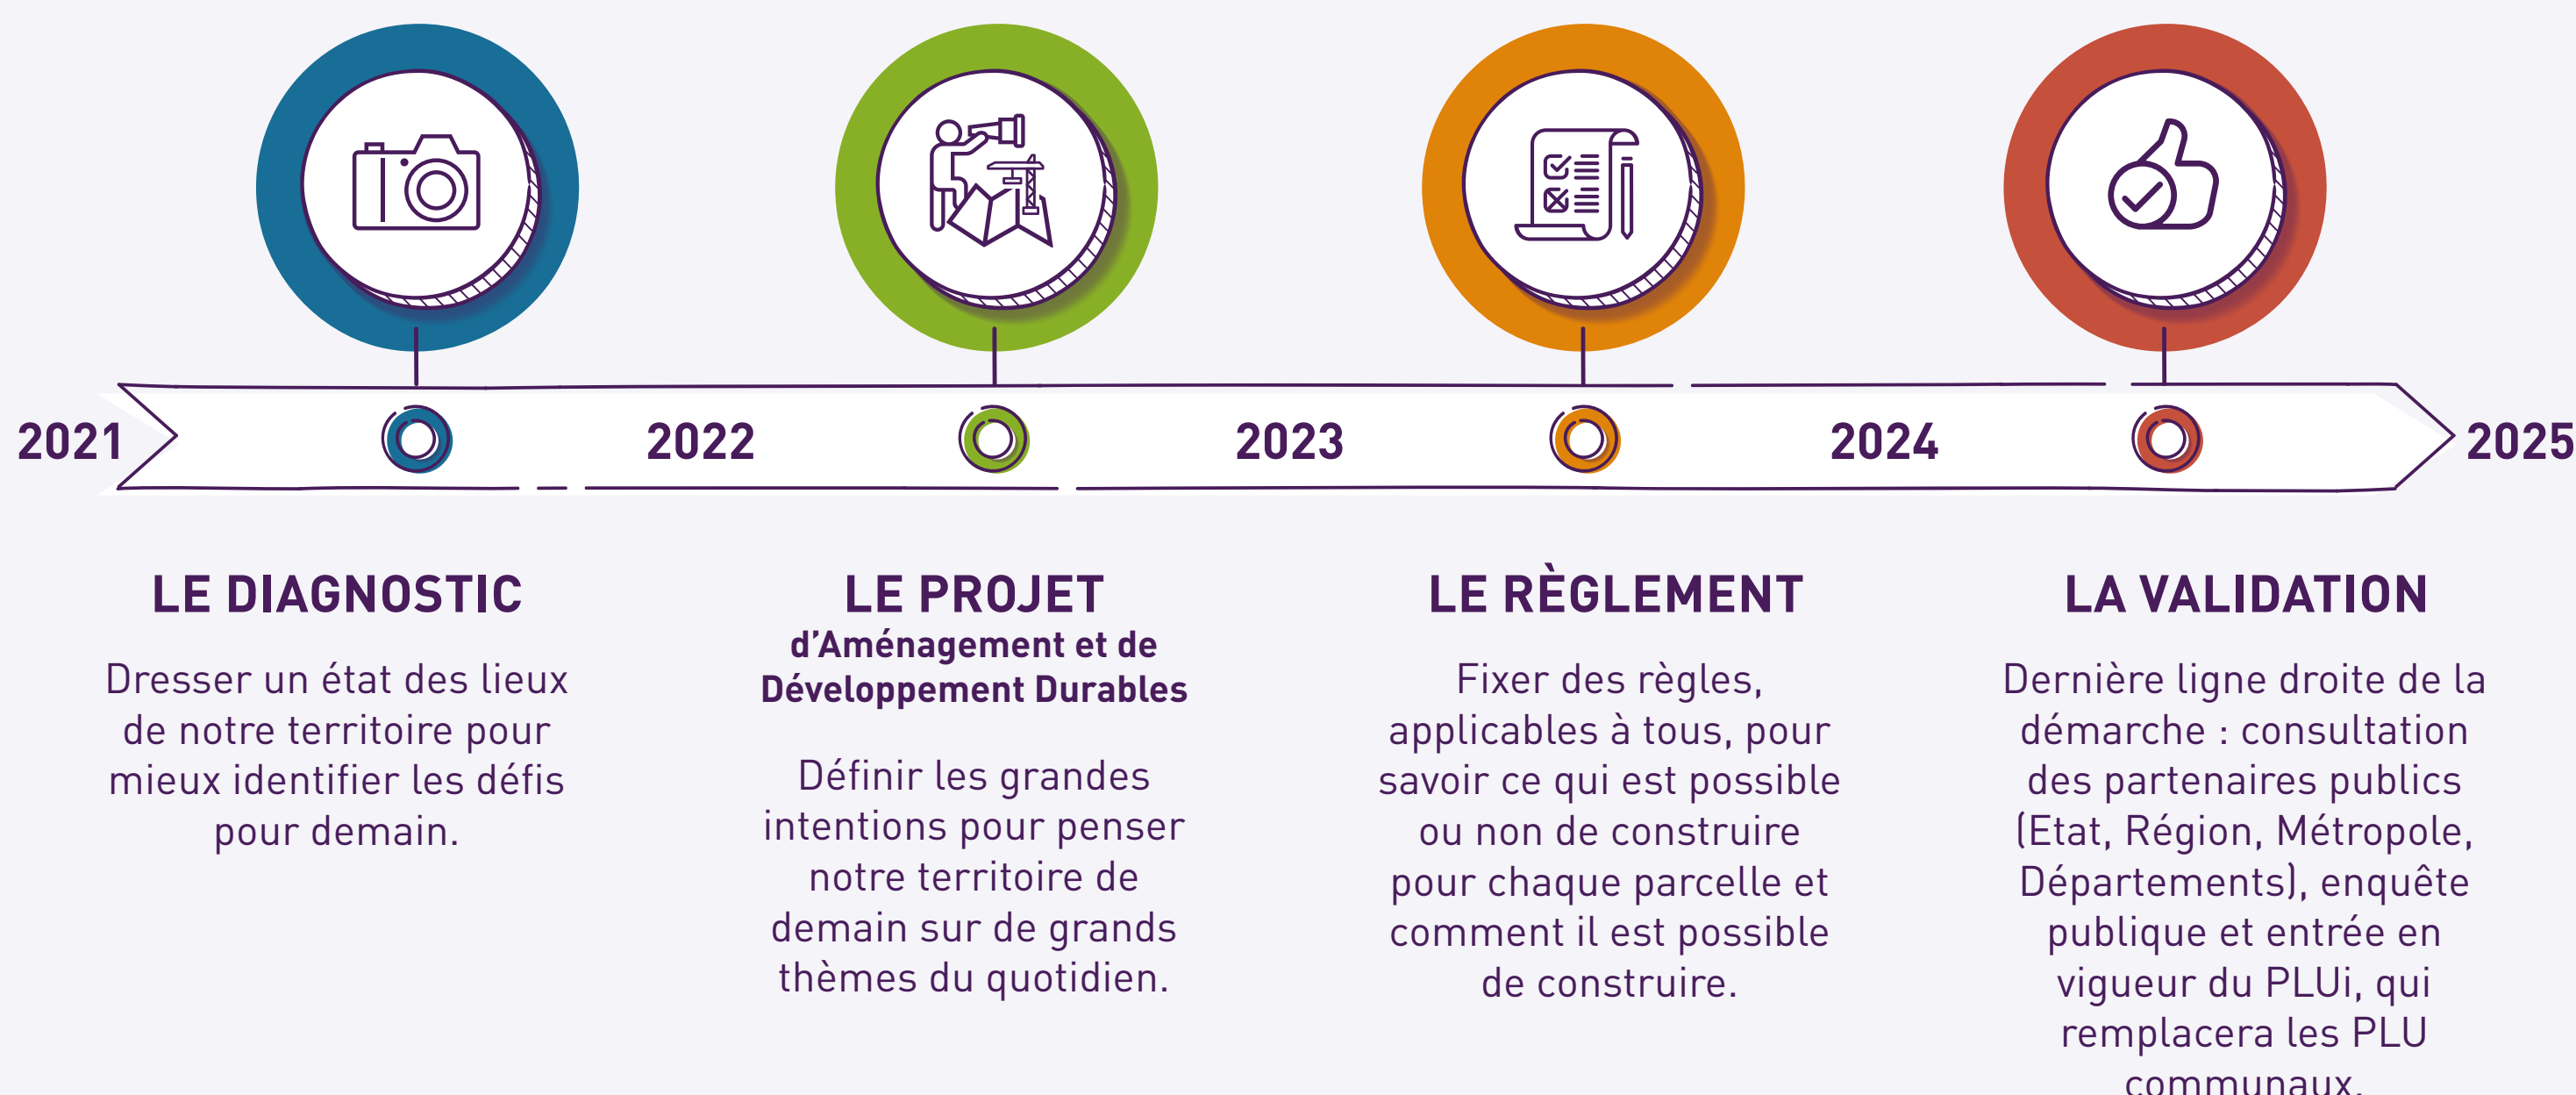 2021
2022
2023
2024
2025
LE DIAGNOSTIC
Dresser un état des lieux
de notre territoire pour
mieux identifier les défis
pour demain.
LE PROJET
d’Aménagement et de
Développement Durables
Définir les grandes
intentions pour penser
notre territoire de
demain sur de grands
thèmes du quotidien.
LE RÈGLEMENT
Fixer des règles,
applicables à tous, pour
savoir ce qui est possible
ou non de construire
pour chaque parcelle et
comment il est possible
de construire.
LA VALIDATION
Dernière ligne droite de la
démarche : consultation
des partenaires publics
(Etat, Région, Métropole,
Départements), enquête
publique et entrée en
vigueur du PLUi, qui
remplacera les PLU
communaux.